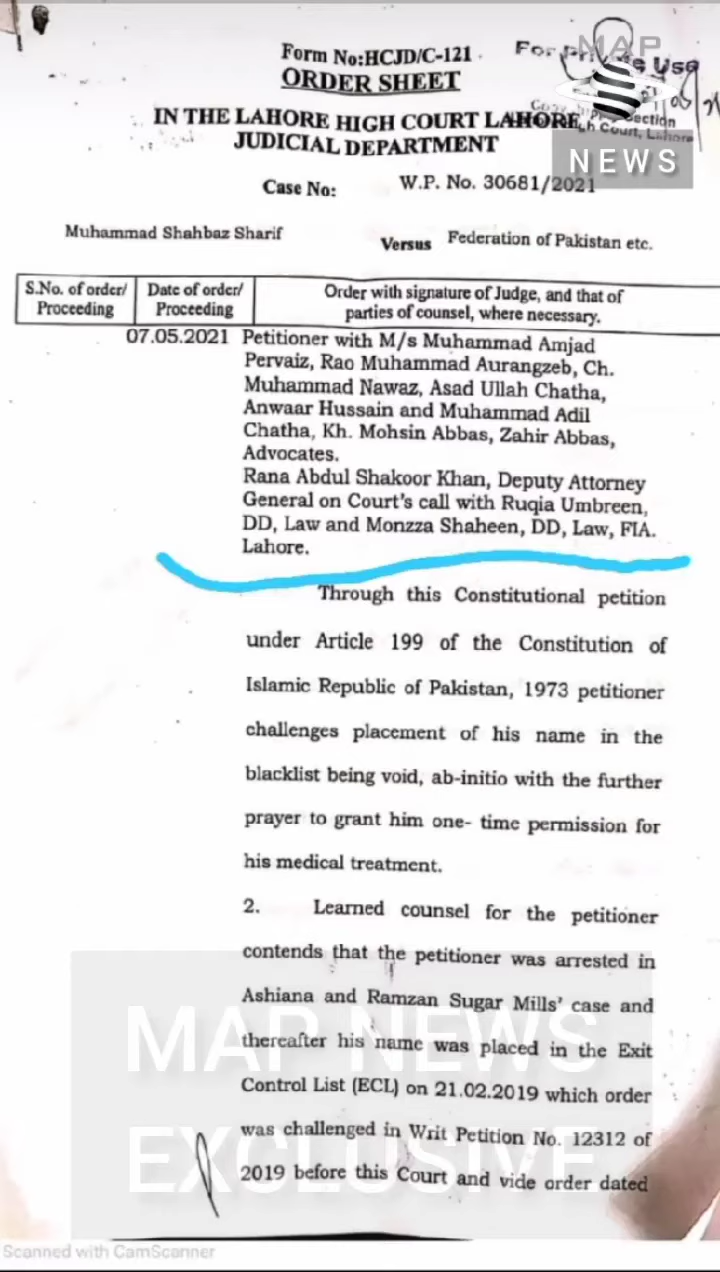 Form No:HCJD/C-121
For Private Use
MAP
NEWS
ORDER SHEET
IN THE LAHORE HIGH COURT LAHORE
Section
h Court, Lahore
JUDICIAL DEPARTMENT
Case No: W.P. No. 30681/2021
Muhammad Shahbaz Sharif Versus Federation of Pakistan etc.
S.No. of order/ Date of order/ Order with signature of Judge, and that of
Proceeding Proceeding parties of counsel, where necessary.
07.05.2021 Petitioner with M/s Muhammad Amjad
Pervaiz, Rao Muhammad Aurangzeb, Ch.
Muhammad Nawaz, Asad Ullah Chatha,
Anwaar Hussain and Muhammad Adil
Chatha, Kh. Mohsin Abbas, Zahir Abbas,
Advocates.
Rana Abdul Shakoor Khan, Deputy Attorney
General on Court's call with Ruqia Umbreen,
DD, Law and Monzza Shaheen, DD, Law, FIA.
Lahore.
Through this Constitutional petition
under Article 199 of the Constitution of
Islamic Republic of Pakistan, 1973 petitioner
challenges placement of his name in the
blacklist being void, ab-initio with the further
prayer to grant him one- time permission for
his medical treatment.
2. Learned counsel for the petitioner
contends that the petitioner was arrested in
Ashiana and Ramzan Sugar Mills' case and
thereafter his name was placed in the Exit
Control List (ECL) on 21.02.2019 which order
was challenged in Writ Petition No. 12312 of
2019 before this Court and vide order dated
MAP NEWS
EXCLUSIVE
Scanned with CamScanner